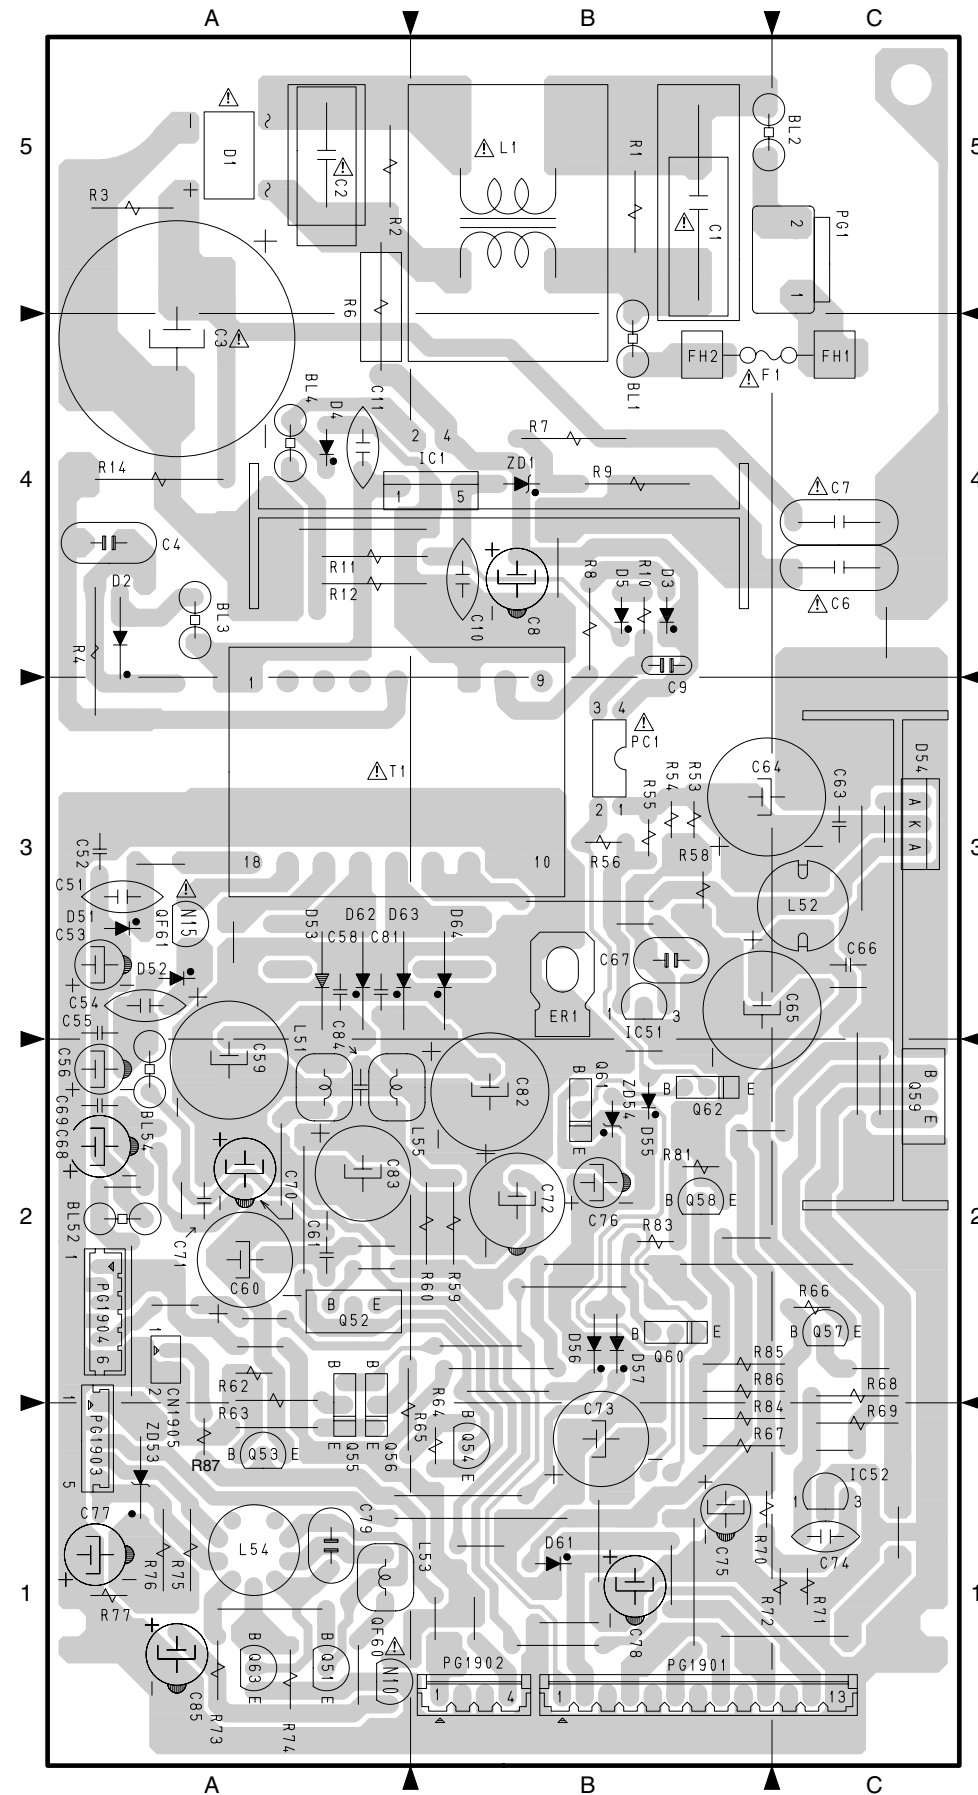 A B C
5 5
D1
C2
L1
R1
BL2
R3
R2
C1
2 PG1
1
R6
C3
FH2 F1 FH1
BL1
BL4 D4 C11
2 4
R7
IC1 ZD1
R14
R9
4 4
1 5
C7
C4
R11
R12
C10
C8
R8 D5 R10 D3
C6
D2
BL3
R4
1 9
C9
3 4
PC1
T1
C64
D54
C63
R55 R54 R53
A
K
A
2 1
C52
3 3
18 10
R56
R58
C51
D51
QF61
N15
L52
C53
D53 D62 D63 D64
C58 C81
D52
C67
C66
C54
ER1
1 3
C65
C55
IC51
C56
C59
L51
C84
C82
B Q61 ZD54
B E
Q62
B
Q59
E
C69
C68
BL54
L55
E
D55
C70
C83
R81
C72
B Q58 E
2 2
BL52
C71
C61
C76
R83
1
C60
R60 R59
PG1904
6
B E
Q52
D56 D57
B E
Q60
R66
B Q57 E
1
2 CN1905
R62
R63
B B
R64
R85
R86
R68
1
PG1903
5
ZD53
R87
B Q53 E
E Q55 E Q56
R65
B
Q54
E
C73
R84
R67
R69
IC52
1 3
C77
C79
L54
L53
D61
C75
R70
C74
R76 R75
1 1
R77
R72 R71
C78
QF60
B Q63 E
B Q51 E
N10
PG1902
1 4
PG1901
1 13
C85
R73
R74
A B C